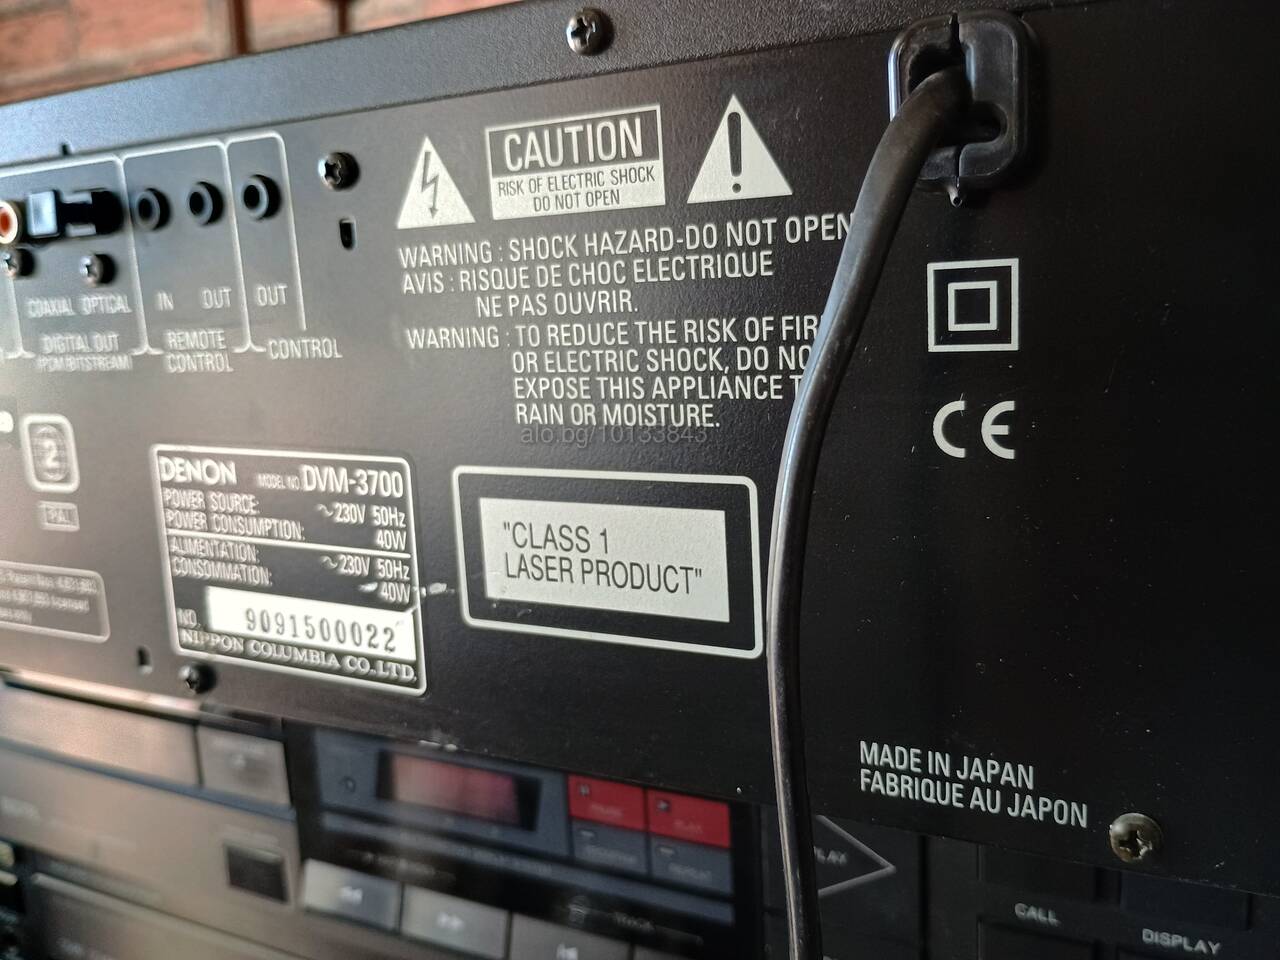 CAUTION
RISK OF ELECTRIC SHOCK
DO NOT OPEN
WARNING : SHOCK HAZARD-DO NOT OPEN
AVIS : RISQUE DE CHOC ELECTRIQUE
NE PAS OUVRIR.
WARNING : TO REDUCE THE RISK OF FIR
OR ELECTRIC SHOCK, DO NO
EXPOSE THIS APPLIANCE T
RAIN OR MOISTURE.
alo.bg/10133843
COAXIAL OPTICAL
DIGITAL OUT
(PCM/BITSTREAM)
IN OUT
REMOTE
CONTROL
OUT
CONTROL
2
PAL
DENON MODEL NO. DVM-3700
POWER SOURCE: ~230V 50Hz
POWER CONSUMPTION: 40W
ALIMENTATION: ~230V 50Hz
CONSOMMATION: 40W
NO. 9091500022
NIPPON COLUMBIA CO.,LTD.
"CLASS 1
LASER PRODUCT"
CE
MADE IN JAPAN
FABRIQUE AU JAPON
CALL
DISPLAY